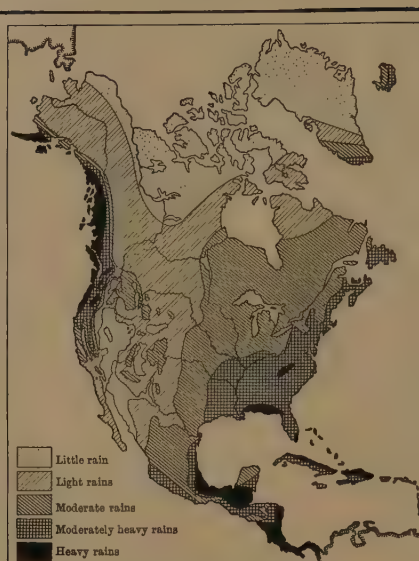 Little rain
Light rains
Moderate rains
Moderately heavy rains
Heavy rains